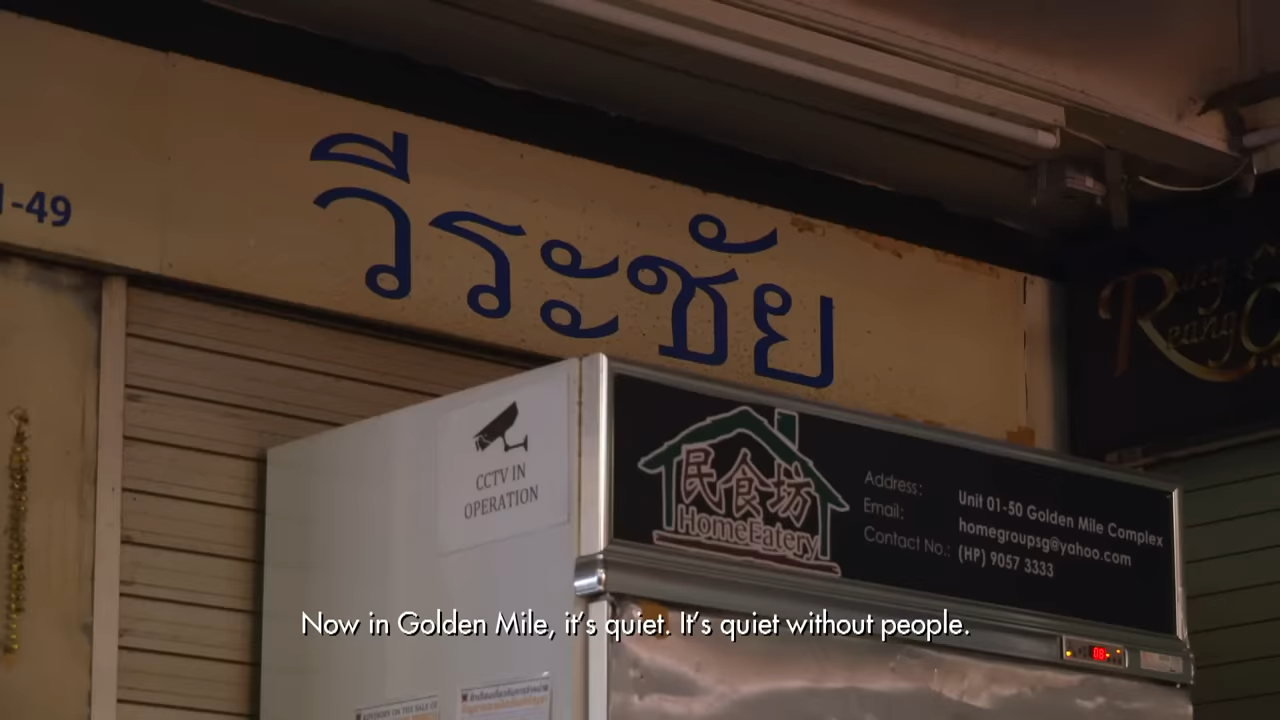 -49
วีระชัย
CCTV IN
OPERATION
民食坊
HomeEatery
Address: Unit 01-50 Golden Mile Complex
Email: homegroupsg@yahoo.com
Contact No.: (HP) 9057 3333
Now in Golden Mile, it's quiet. It's quiet without people.
08